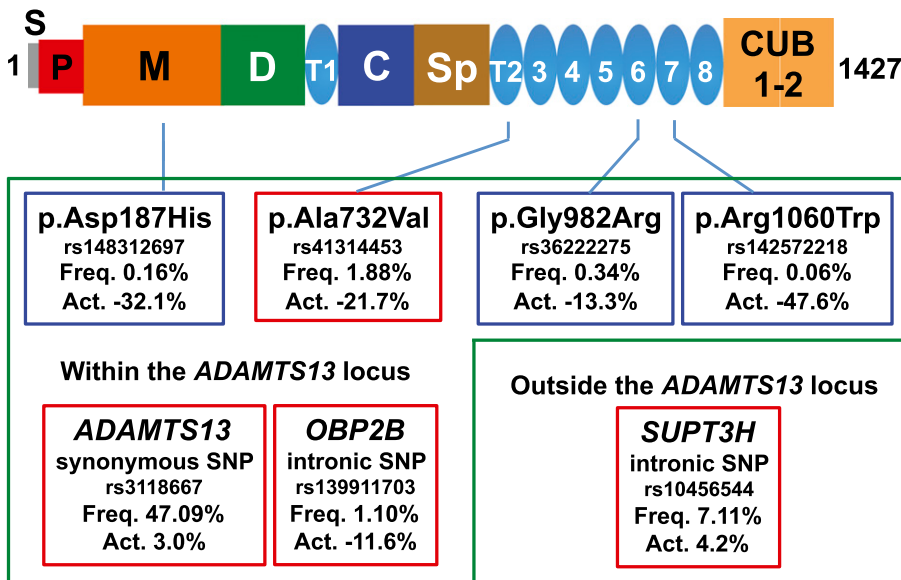 S
1 P M D T1 C Sp T2 3 4 5 6 7 8 CUB 1-2 1427
p.Asp187His
rs148312697
Freq. 0.16%
Act. -32.1%
p.Ala732Val
rs41314453
Freq. 1.88%
Act. -21.7%
p.Gly982Arg
rs36222275
Freq. 0.34%
Act. -13.3%
p.Arg1060Trp
rs142572218
Freq. 0.06%
Act. -47.6%
Within the ADAMTS13 locus
ADAMTS13
synonymous SNP
rs3118667
Freq. 47.09%
Act. 3.0%
OBP2B
intronic SNP
rs139911703
Freq. 1.10%
Act. -11.6%
Outside the ADAMTS13 locus
SUPT3H
intronic SNP
rs10456544
Freq. 7.11%
Act. 4.2%